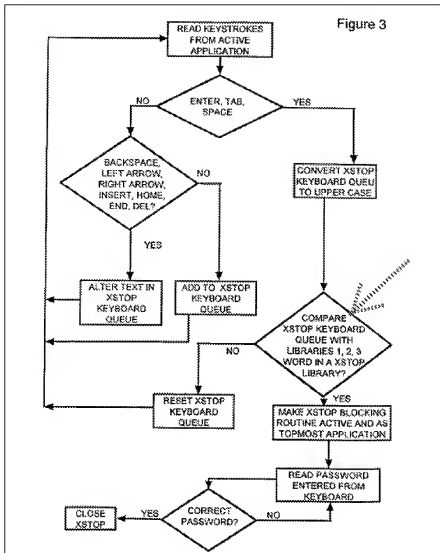 Figure 3
READ KEYSTROKES
FROM ACTIVE
APPLICATION
NO
ENTER, TAB,
SPACE
YES
BACKSPACE,
LEFT ARROW,
RIGHT ARROW,
INSERT, HOME,
END, DEL?
NO
YES
CONVERT XSTOP
KEYBOARD QUEU
TO UPPER CASE
ALTER TEXT IN
XSTOP
KEYBOARD
QUEUE
ADD TO XSTOP
KEYBOARD
QUEUE
COMPARE
XSTOP KEYBOARD
QUEUE WITH
LIBRARIES 1, 2, 3
WORD IN A XSTOP
LIBRARY?
NO
YES
RESET XSTOP
KEYBOARD
QUEUE
MAKE XSTOP BLOCKING
ROUTINE ACTIVE AND AS
TOPMOST APPLICATION
READ PASSWORD
ENTERED FROM
KEYBOARD
CORRECT
PASSWORD?
YES
NO
CLOSE
XSTOP